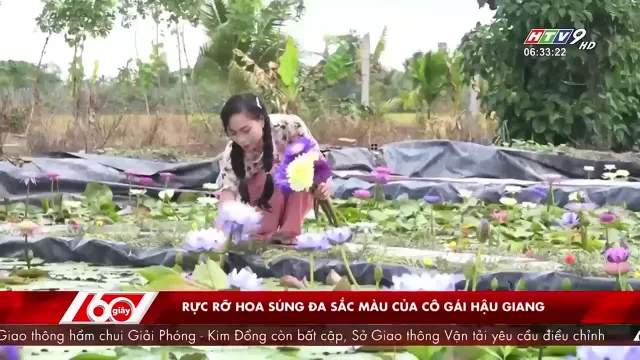 HTV9 HD
06:33:22
60 giây
RỰC RỠ HOA SÚNG ĐA SẮC MÀU CỦA CÔ GÁI HẬU GIANG
Giao thông hầm chui Giải Phóng - Kim Đồng còn bất cập, Sở Giao thông Vận tải yêu cầu điều chỉnh